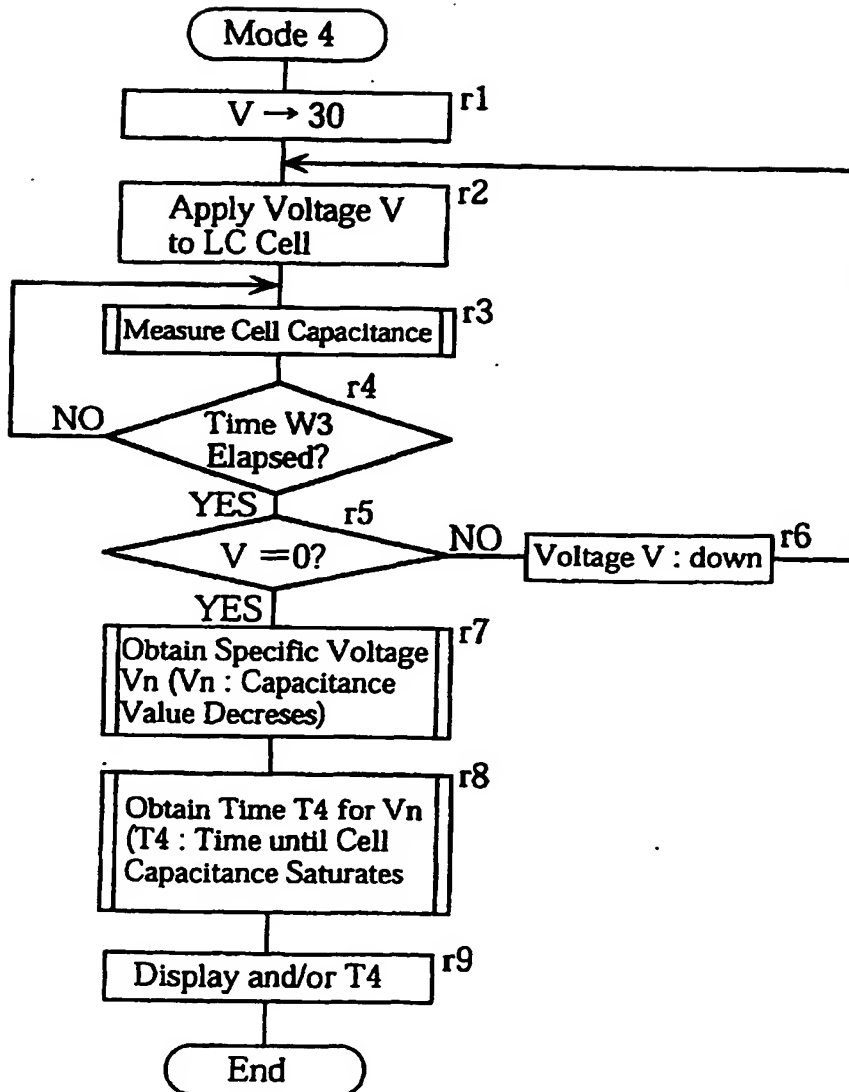 Mode 4
V → 30
r1
Apply Voltage V
to LC Cell
r2
Measure Cell Capacitance
r3
r4
NO
Time W3
Elapsed?
YES
r5
V=0?
NO
Voltage V : down
r6
YES
r7
Obtain Specific Voltage
Vn (Vn : Capacitance
Value Decreses)
r8
Obtain Time T4 for Vn
(T4 : Time until Cell
Capacitance Saturates
Display and/or T4
r9
End